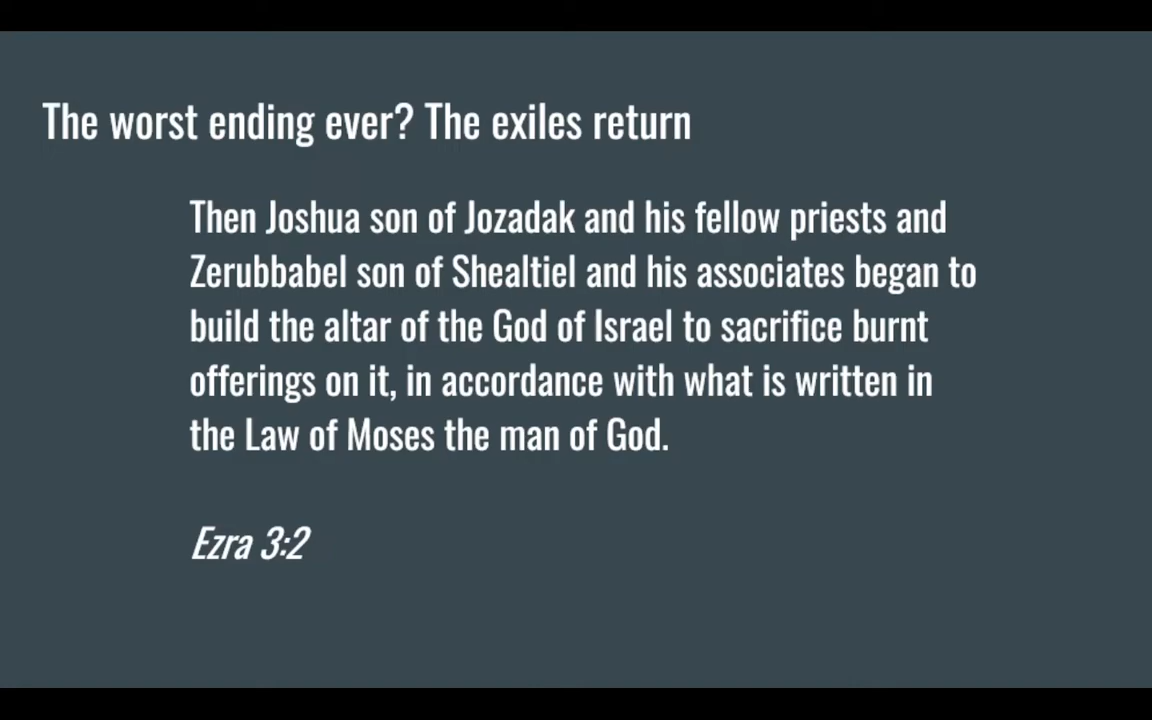 The worst ending ever? The exiles return
Then Joshua son of Jozadak and his fellow priests and
Zerubbabel son of Shealtiel and his associates began to
build the altar of the God of Israel to sacrifice burnt
offerings on it, in accordance with what is written in
the Law of Moses the man of God.
Ezra 3:2